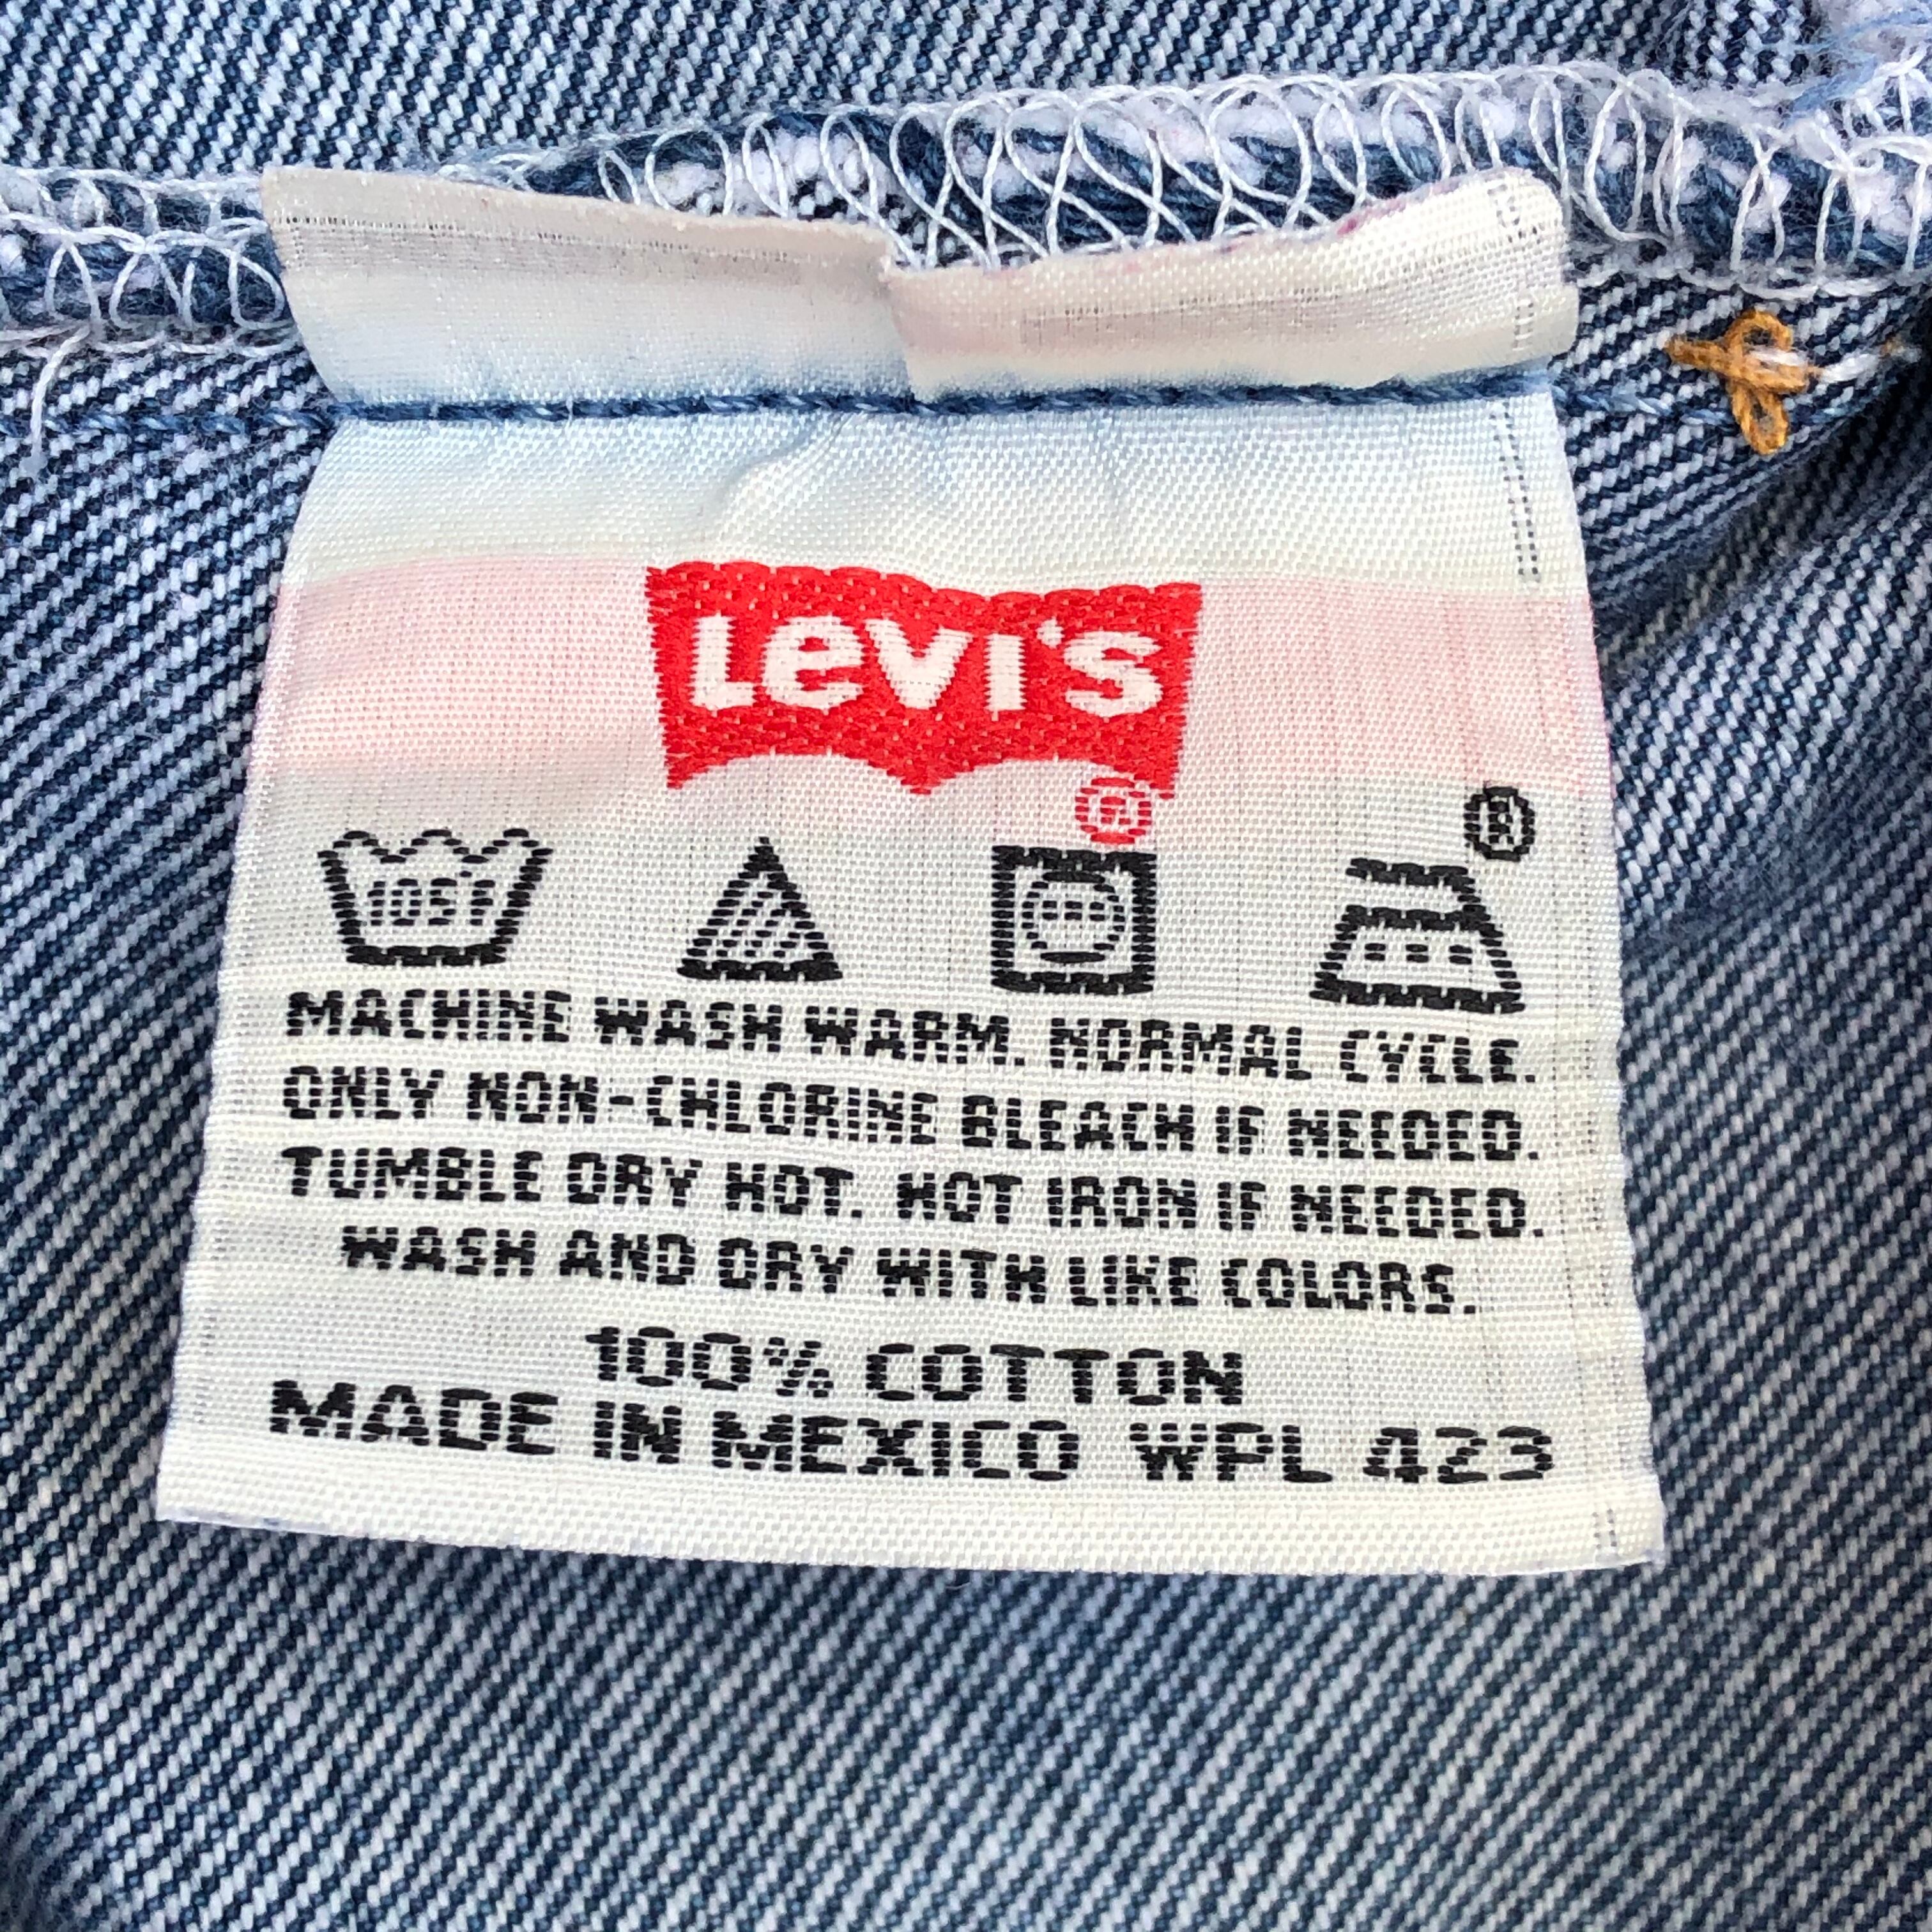 Levi's
®
®
105°F
MACHINE WASH WARM. NORMAL CYCLE.
ONLY NON-CHLORINE BLEACH IF NEEDED.
TUMBLE DRY HOT. HOT IRON IF NEEDED.
WASH AND DRY WITH LIKE COLORS.
100% COTTON
MADE IN MEXICO WPL 423